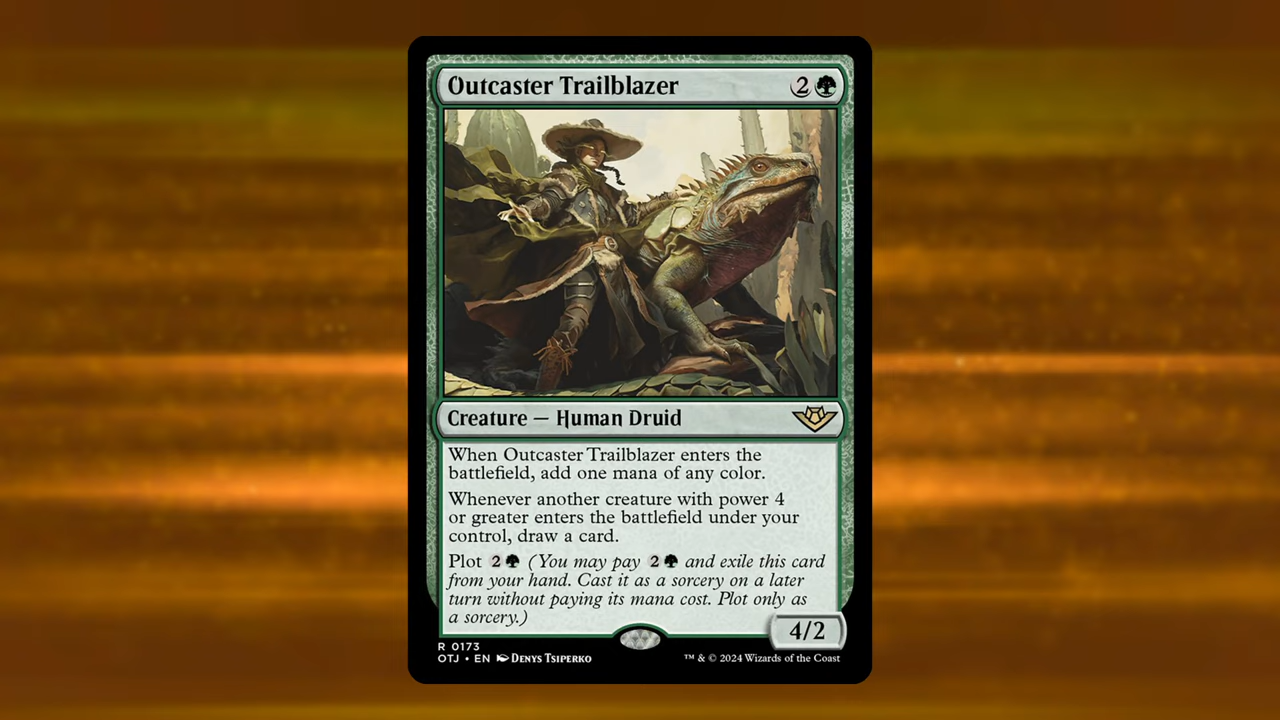 Outcaster Trailblazer 2
Creature — Human Druid
When Outcaster Trailblazer enters the
battlefield, add one mana of any color.
Whenever another creature with power 4
or greater enters the battlefield under your
control, draw a card.
Plot 2 (You may pay 2 and exile this card
from your hand. Cast it as a sorcery on a later
turn without paying its mana cost. Plot only as
a sorcery.)
4/2
R 0173
OTJ • EN Denys Tsiperko
™ & © 2024 Wizards of the Coast